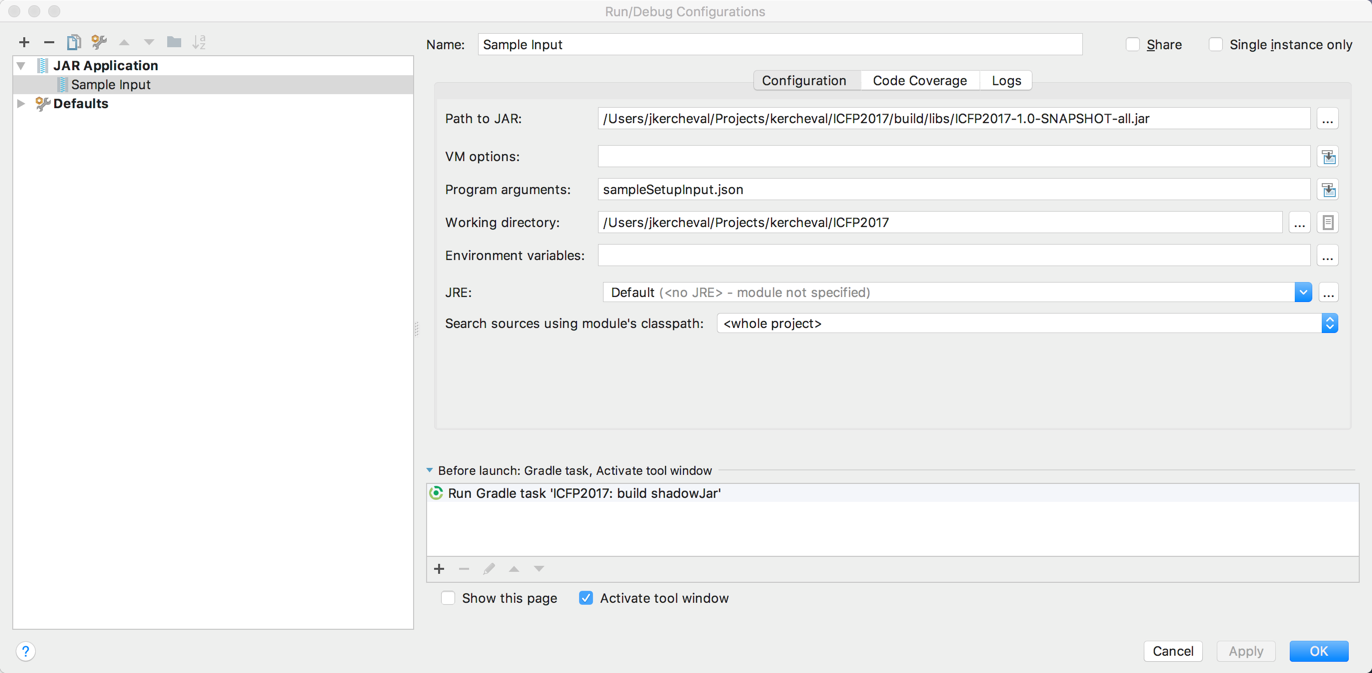 Run/Debug Configurations
JAR Application
Sample Input
Defaults
Name: Sample Input Share Single instance only
Configuration Code Coverage Logs
Path to JAR: /Users/jkercheval/Projects/kercheval/ICFP2017/build/libs/ICFP2017-1.0-SNAPSHOT-all.jar ...
VM options:
Program arguments: sampleSetupInput.json
Working directory: /Users/jkercheval/Projects/kercheval/ICFP2017 ...
Environment variables: ...
JRE: Default (<no JRE> - module not specified) ...
Search sources using module's classpath: <whole project>
Before launch: Gradle task, Activate tool window
Run Gradle task 'ICFP2017: build shadowJar'
Show this page Activate tool window
? Cancel Apply OK